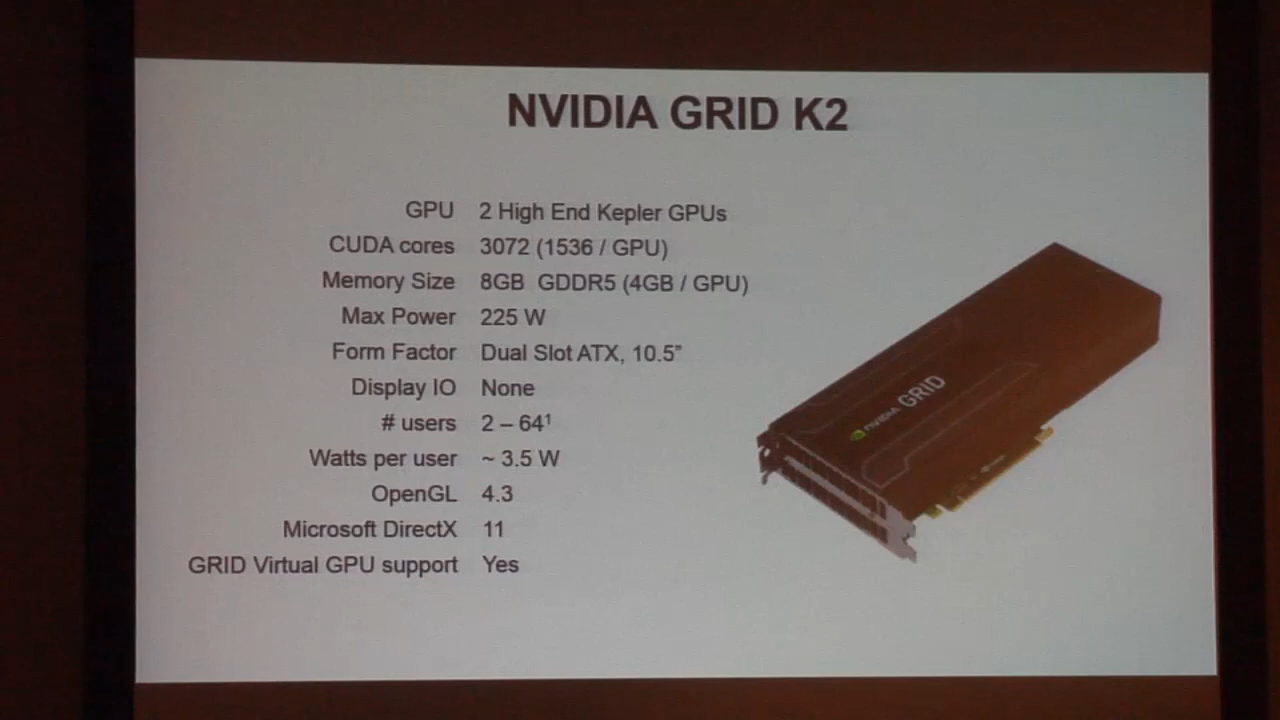 NVIDIA GRID K2
GPU 2 High End Kepler GPUs
CUDA cores 3072 (1536 / GPU)
Memory Size 8GB GDDR5 (4GB / GPU)
Max Power 225 W
Form Factor Dual Slot ATX, 10.5”
Display IO None
# users 2 – 64¹
Watts per user ~ 3.5 W
OpenGL 4.3
Microsoft DirectX 11
GRID Virtual GPU support Yes
NVIDIA GRID